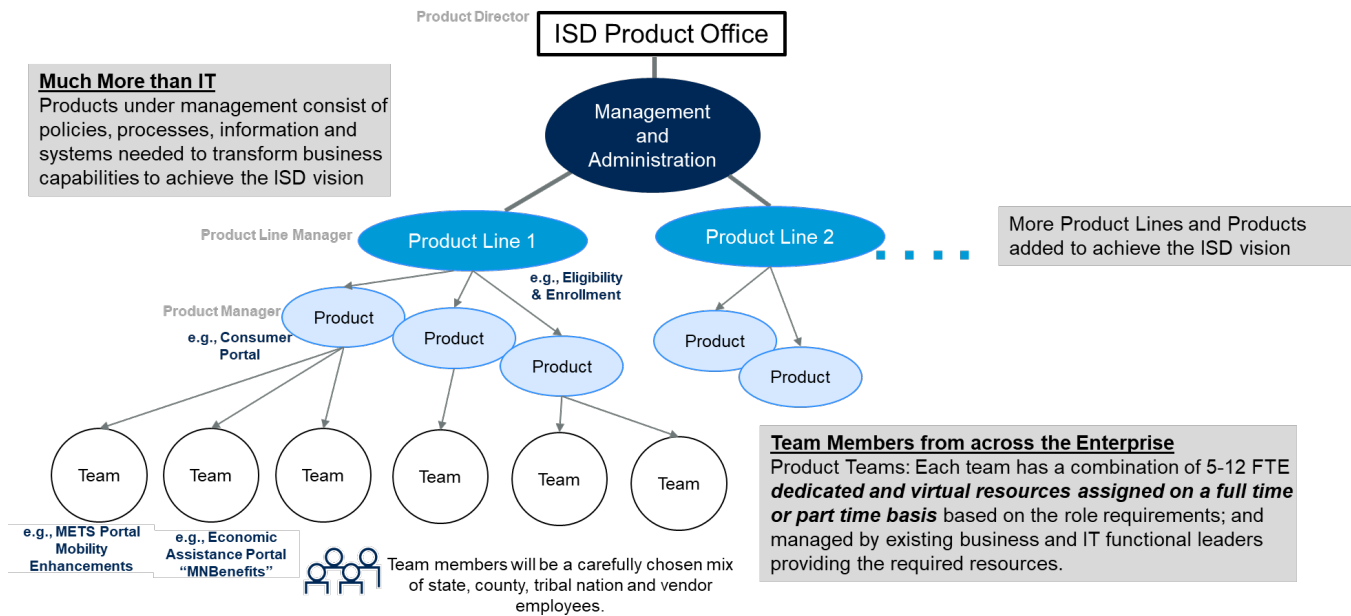 Product Director
ISD Product Office
Much More than IT
Products under management consist of
policies, processes, information and
systems needed to transform business
capabilities to achieve the ISD vision
Management
and
Administration
Product Line Manager
Product Line 1
Product Line 2
More Product Lines and Products
added to achieve the ISD vision
e.g., Eligibility
& Enrollment
Product Manager
Product
Product
Product
e.g., Consumer
Portal
Product
Product
Team
Team
Team
Team
Team
Team
Team Members from across the Enterprise
Product Teams: Each team has a combination of 5-12 FTE
dedicated and virtual resources assigned on a full time
or part time basis based on the role requirements; and
managed by existing business and IT functional leaders
providing the required resources.
e.g., METS Portal
Mobility
Enhancements
e.g., Economic
Assistance Portal
“MNBenefits”
Team members will be a carefully chosen mix
of state, county, tribal nation and vendor
employees.